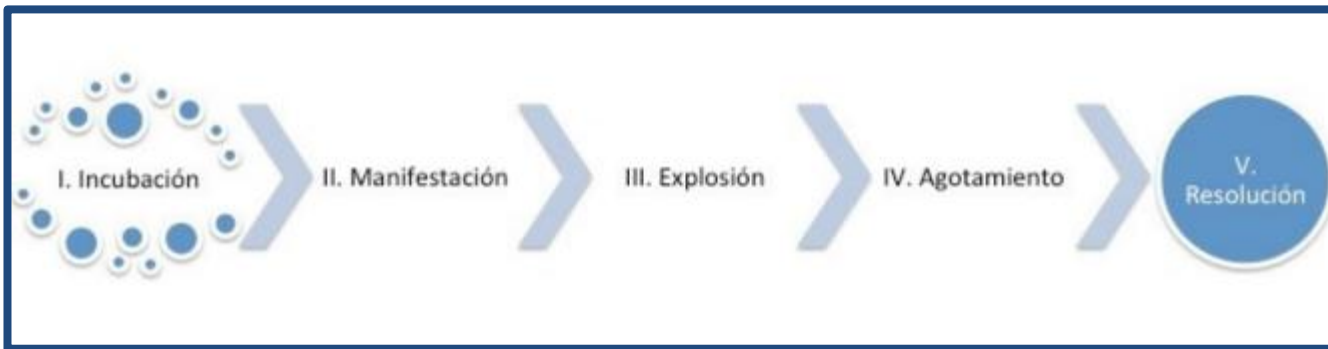 I. Incubación
II. Manifestación
III. Explosión
IV. Agotamiento
V.
Resolución